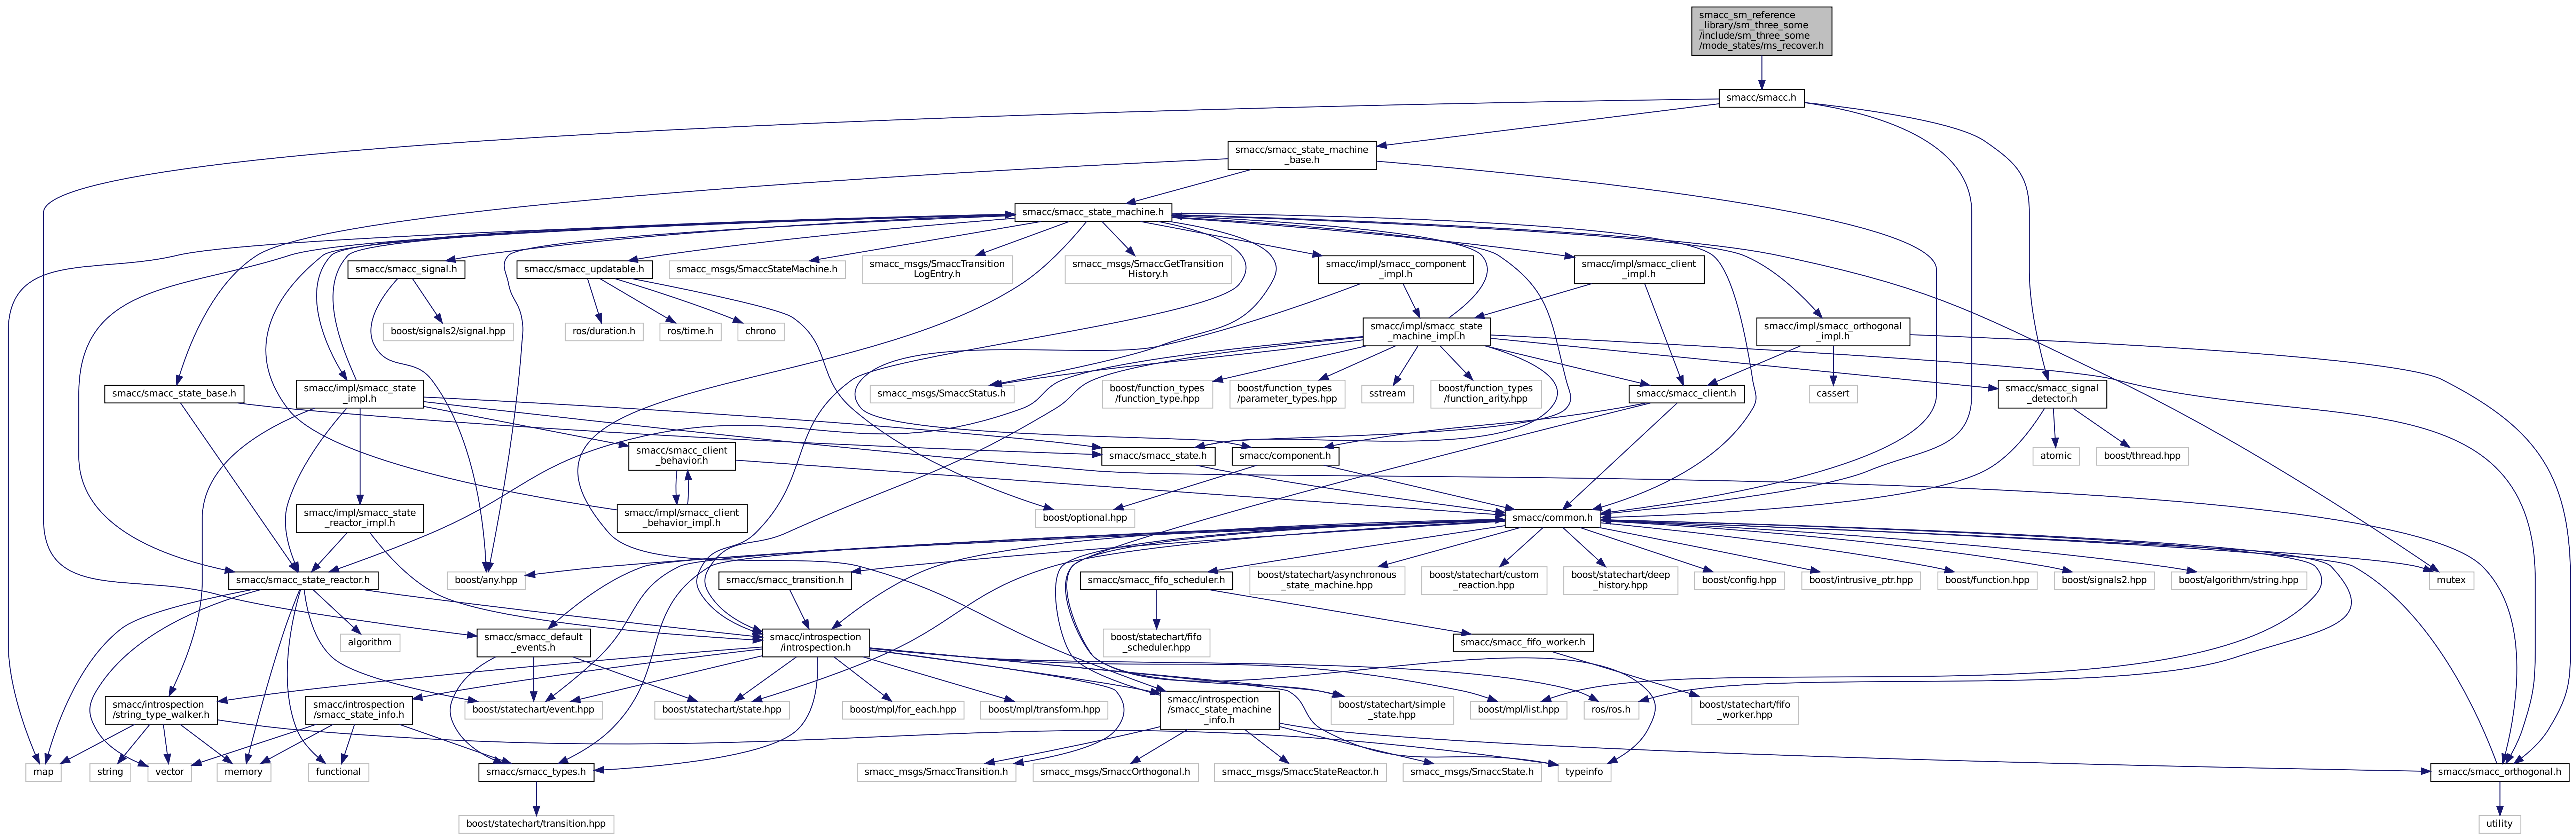 smacc_sm_reference
_library/sm_three_some
/include/sm_three_some
/mode_states/ms_recover.h
smacc/smacc.h
smacc/smacc_state_machine
_base.h
smacc/smacc_state_machine.h
smacc/smacc_signal.h
smacc/smacc_updatable.h
smacc_msgs/SmaccStateMachine.h
smacc_msgs/SmaccTransition
LogEntry.h
smacc_msgs/SmaccGetTransition
History.h
smacc/impl/smacc_component
_impl.h
smacc/impl/smacc_client
_impl.h
boost/signals2/signal.hpp
ros/duration.h
ros/time.h
chrono
smacc/impl/smacc_state
_machine_impl.h
smacc/impl/smacc_orthogonal
_impl.h
smacc/smacc_state_base.h
smacc/impl/smacc_state
_impl.h
smacc_msgs/SmaccStatus.h
boost/function_types
/function_type.hpp
boost/function_types
/parameter_types.hpp
sstream
boost/function_types
/function_arity.hpp
smacc/smacc_client.h
cassert
smacc/smacc_signal
_detector.h
smacc/smacc_client
_behavior.h
smacc/smacc_state.h
smacc/component.h
atomic
boost/thread.hpp
smacc/impl/smacc_state
_reactor_impl.h
smacc/impl/smacc_client
_behavior_impl.h
boost/optional.hpp
smacc/common.h
smacc/smacc_state_reactor.h
boost/any.hpp
smacc/smacc_transition.h
smacc/smacc_fifo_scheduler.h
boost/statechart/asynchronous
_state_machine.hpp
boost/statechart/custom
_reaction.hpp
boost/statechart/deep
_history.hpp
boost/config.hpp
boost/intrusive_ptr.hpp
boost/function.hpp
boost/signals2.hpp
boost/algorithm/string.hpp
mutex
algorithm
smacc/smacc_default
_events.h
smacc/introspection
/introspection.h
boost/statechart/fifo
_scheduler.hpp
smacc/smacc_fifo_worker.h
smacc/introspection
/string_type_walker.h
smacc/introspection
/smacc_state_info.h
boost/statechart/event.hpp
boost/statechart/state.hpp
boost/mpl/for_each.hpp
boost/mpl/transform.hpp
smacc/introspection
/smacc_state_machine
_info.h
boost/statechart/simple
_state.hpp
boost/mpl/list.hpp
ros/ros.h
boost/statechart/fifo
_worker.hpp
map
string
vector
memory
functional
smacc/smacc_types.h
smacc_msgs/SmaccTransition.h
smacc_msgs/SmaccOrthogonal.h
smacc_msgs/SmaccStateReactor.h
smacc_msgs/SmaccState.h
typeinfo
smacc/smacc_orthogonal.h
boost/statechart/transition.hpp
utility